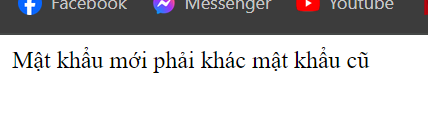 Facebook Messenger Youtube
Mật khẩu mới phải khác mật khẩu cũ